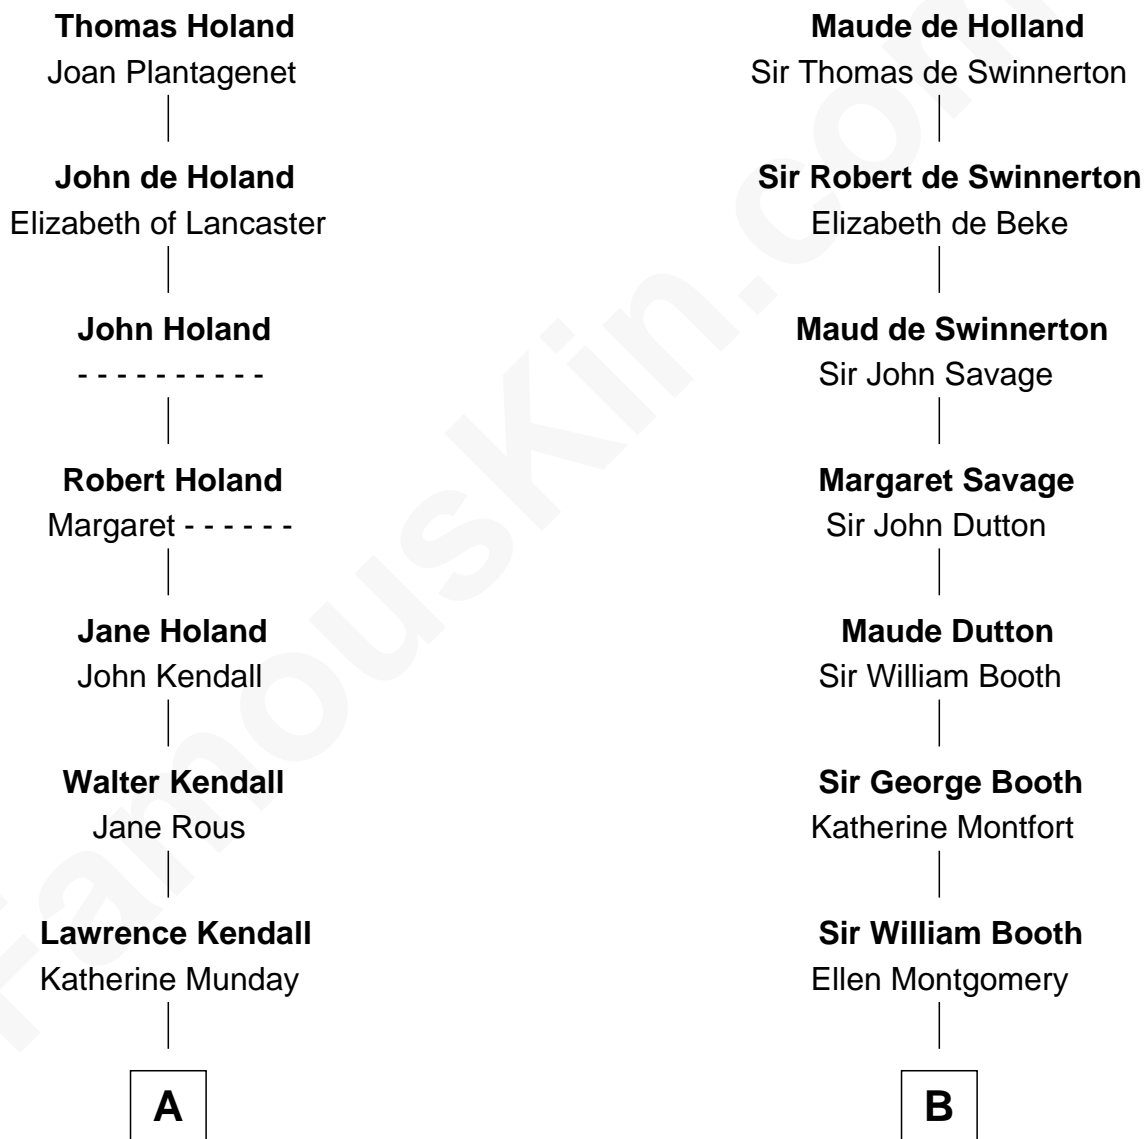 Thomas Holand
Joan Plantagenet
John de Holand
Elizabeth of Lancaster
John Holand
- - - - - - - - - -
Robert Holand
Margaret - - - - - -
Jane Holand
John Kendall
Walter Kendall
Jane Rous
Lawrence Kendall
Katherine Munday
A
Maude de Holland
Sir Thomas de Swinnerton
Sir Robert de Swinnerton
Elizabeth de Beke
Maud de Swinnerton
Sir John Savage
Margaret Savage
Sir John Dutton
Maude Dutton
Sir William Booth
Sir George Booth
Katherine Montfort
Sir William Booth
Ellen Montgomery
B
FamousKin.com